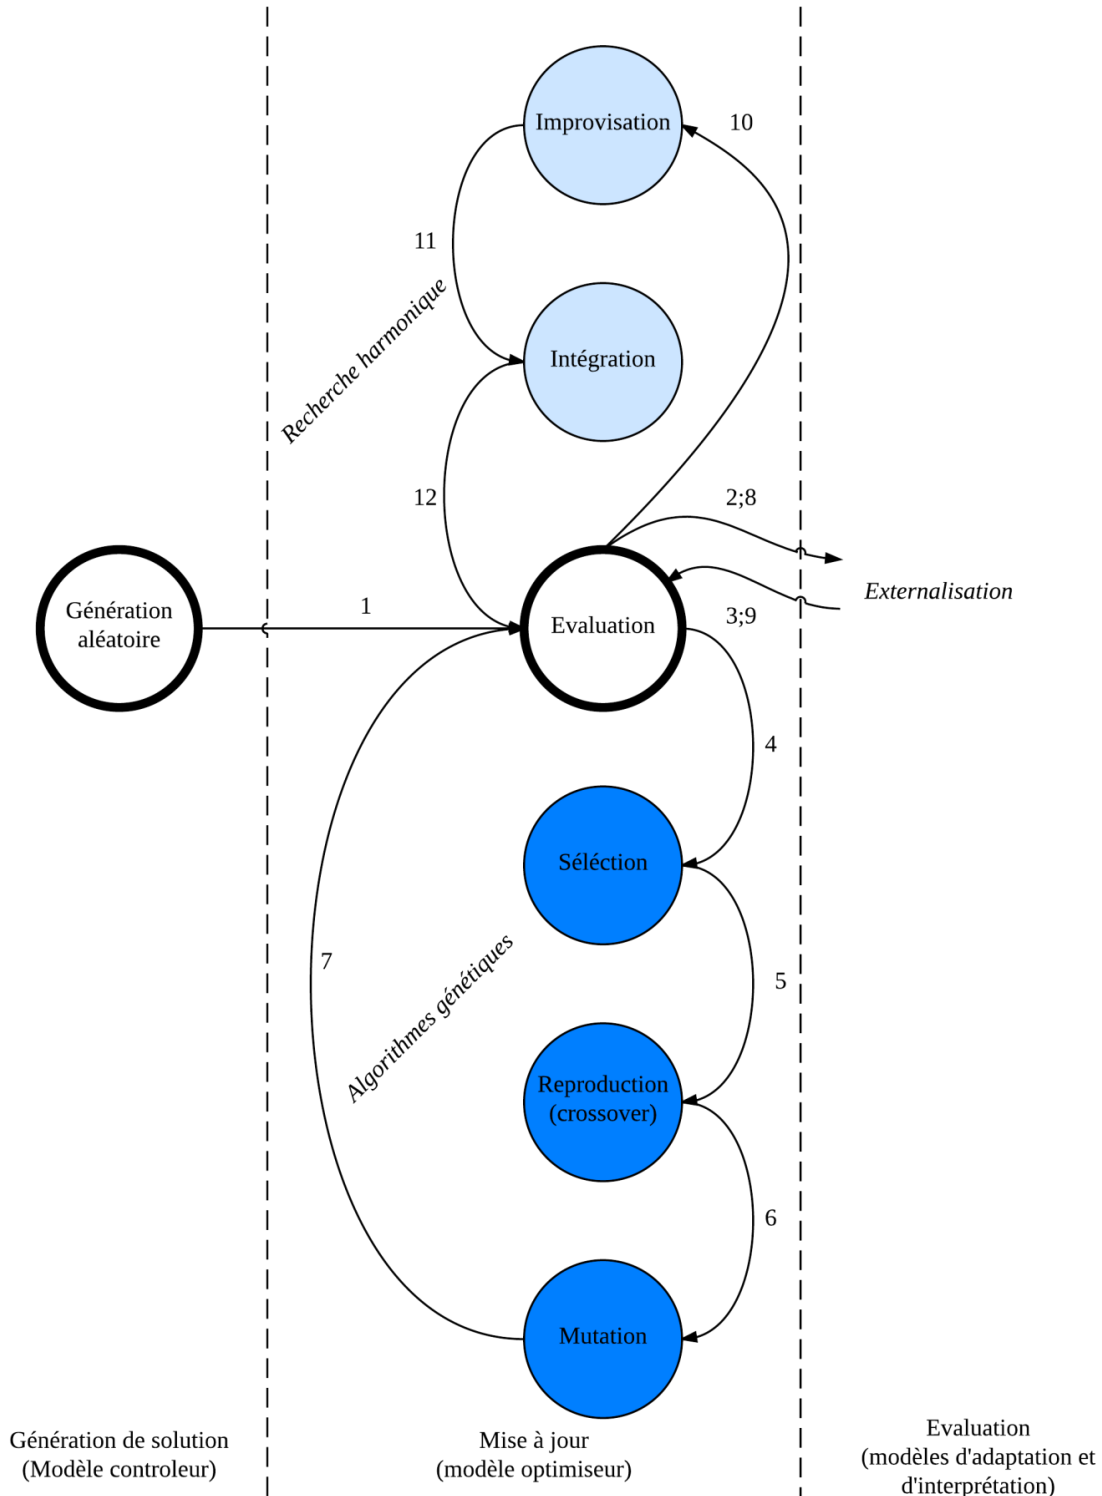 Improvisation
10
11
Recherche harmonique
Intégration
12
2;8
Externalisation
Génération
aléatoire
1
Evaluation
3;9
4
Séléction
7
Algorithmes génétiques
5
Reproduction
(crossover)
6
Mutation
Génération de solution
(Modèle controleur)
Mise à jour
(modèle optimiseur)
Evaluation
(modèles d'adaptation et
d'interprétation)